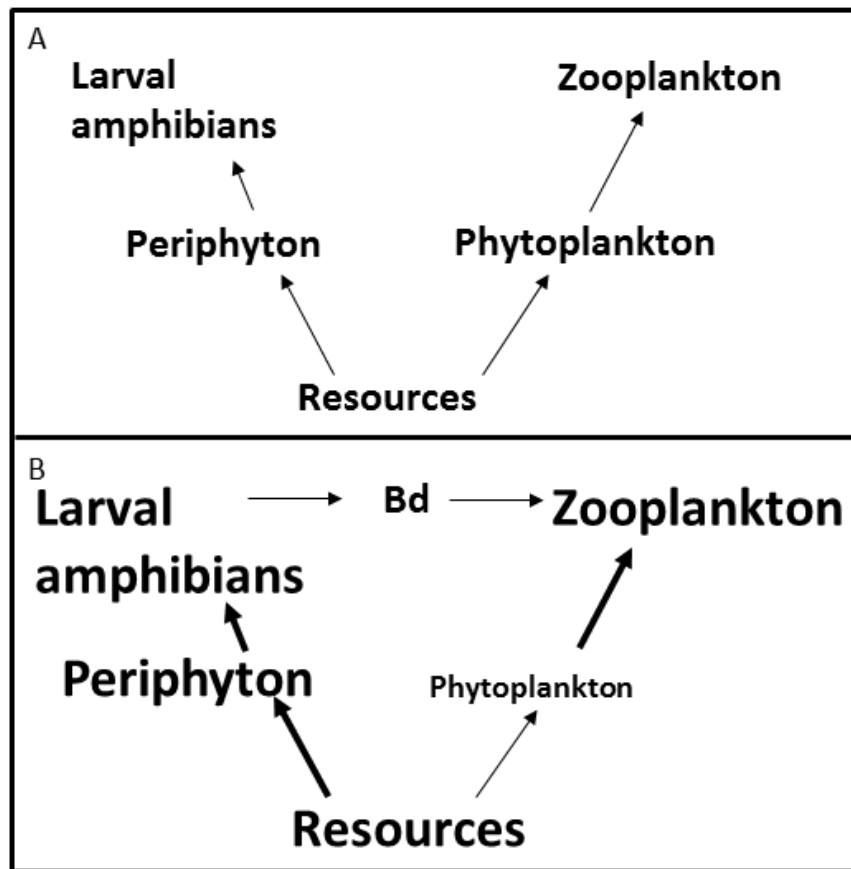 A
Larval
amphibians
Zooplankton
Periphyton
Phytoplankton
Resources
B
Larval
amphibians
Bd
Zooplankton
Periphyton
Phytoplankton
Resources